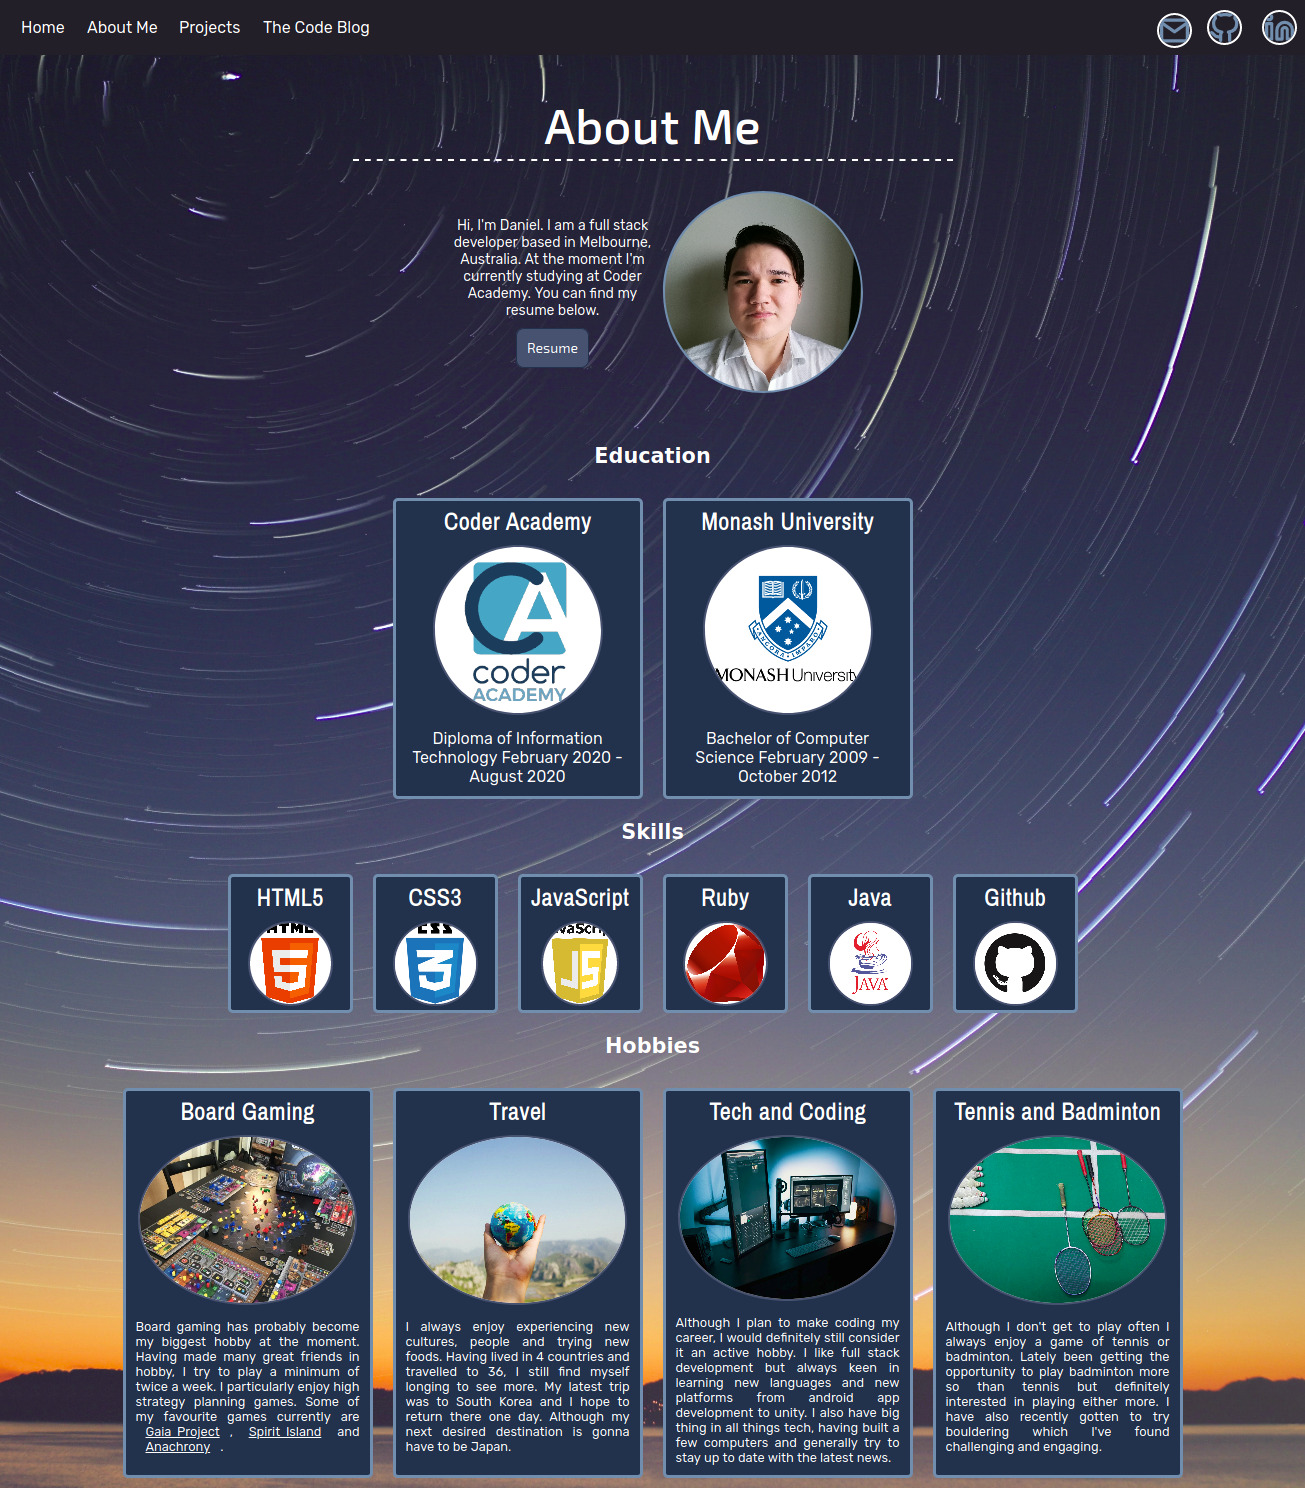 Home About Me Projects The Code Blog
About Me
Hi, I'm Daniel. I am a full stack
developer based in Melbourne,
Australia. At the moment I'm
currently studying at Coder
Academy. You can find my
resume below.
Resume
Education
Coder Academy
CA
coder
ACADEMY
Diploma of Information
Technology February 2020 -
August 2020
Monash University
ANCORA IMPARO
MONASH University
Bachelor of Computer
Science February 2009 -
October 2012
Skills
HTML5
HTML
5
CSS3
CSS
3
JavaScript
JavaScript
JS
Ruby
Java
JAVA
Github
Hobbies
Board Gaming
Board gaming has probably become
my biggest hobby at the moment.
Having made many great friends in
hobby, I try to play a minimum of
twice a week. I particularly enjoy high
strategy planning games. Some of
my favourite games currently are
Gaia Project , Spirit Island and
Anachrony .
Travel
I always enjoy experiencing new
cultures, people and trying new
foods. Having lived in 4 countries and
travelled to 36, I still find myself
longing to see more. My latest trip
was to South Korea and I hope to
return there one day. Although my
next desired destination is gonna
have to be Japan.
Tech and Coding
Although I plan to make coding my
career, I would definitely still consider
it an active hobby. I like full stack
development but always keen in
learning new languages and new
platforms from android app
development to unity. I also have big
thing in all things tech, having built a
few computers and generally try to
stay up to date with the latest news.
Tennis and Badminton
Although I don't get to play often I
always enjoy a game of tennis or
badminton. Lately been getting the
opportunity to play badminton more
so than tennis but definitely
interested in playing either more. I
have also recently gotten to try
bouldering which I've found
challenging and engaging.